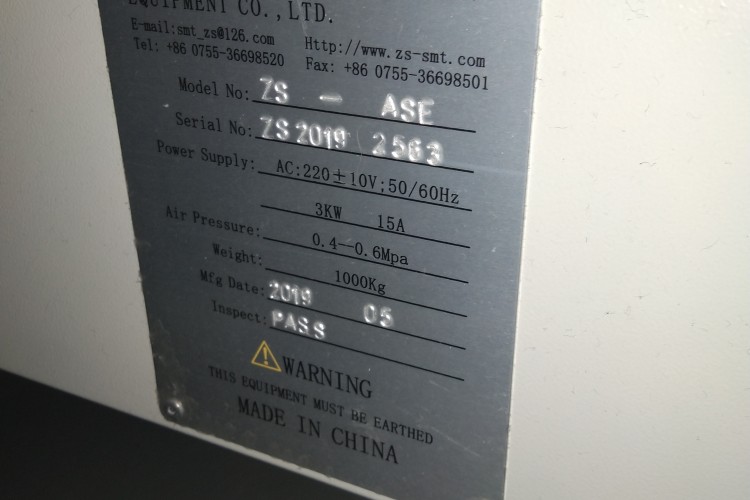 EQUIPMENT CO.,LTD.
E-mail:smt_zs@126.com Http://www.zs-smt.com
Tel: +86 0755-36698520 Fax: +86 0755-36698501
Model No: ZS - ASE
Serial No: ZS2019 2563
Power Supply: AC:220±10V;50/60Hz
3KW 15A
Air Pressure: 0.4—0.6Mpa
Weight: 1000Kg
Mfg Date: 2019 05
Inspect: PASS
WARNING
THIS EQUIPMENT MUST BE EARTHED
MADE IN CHINA